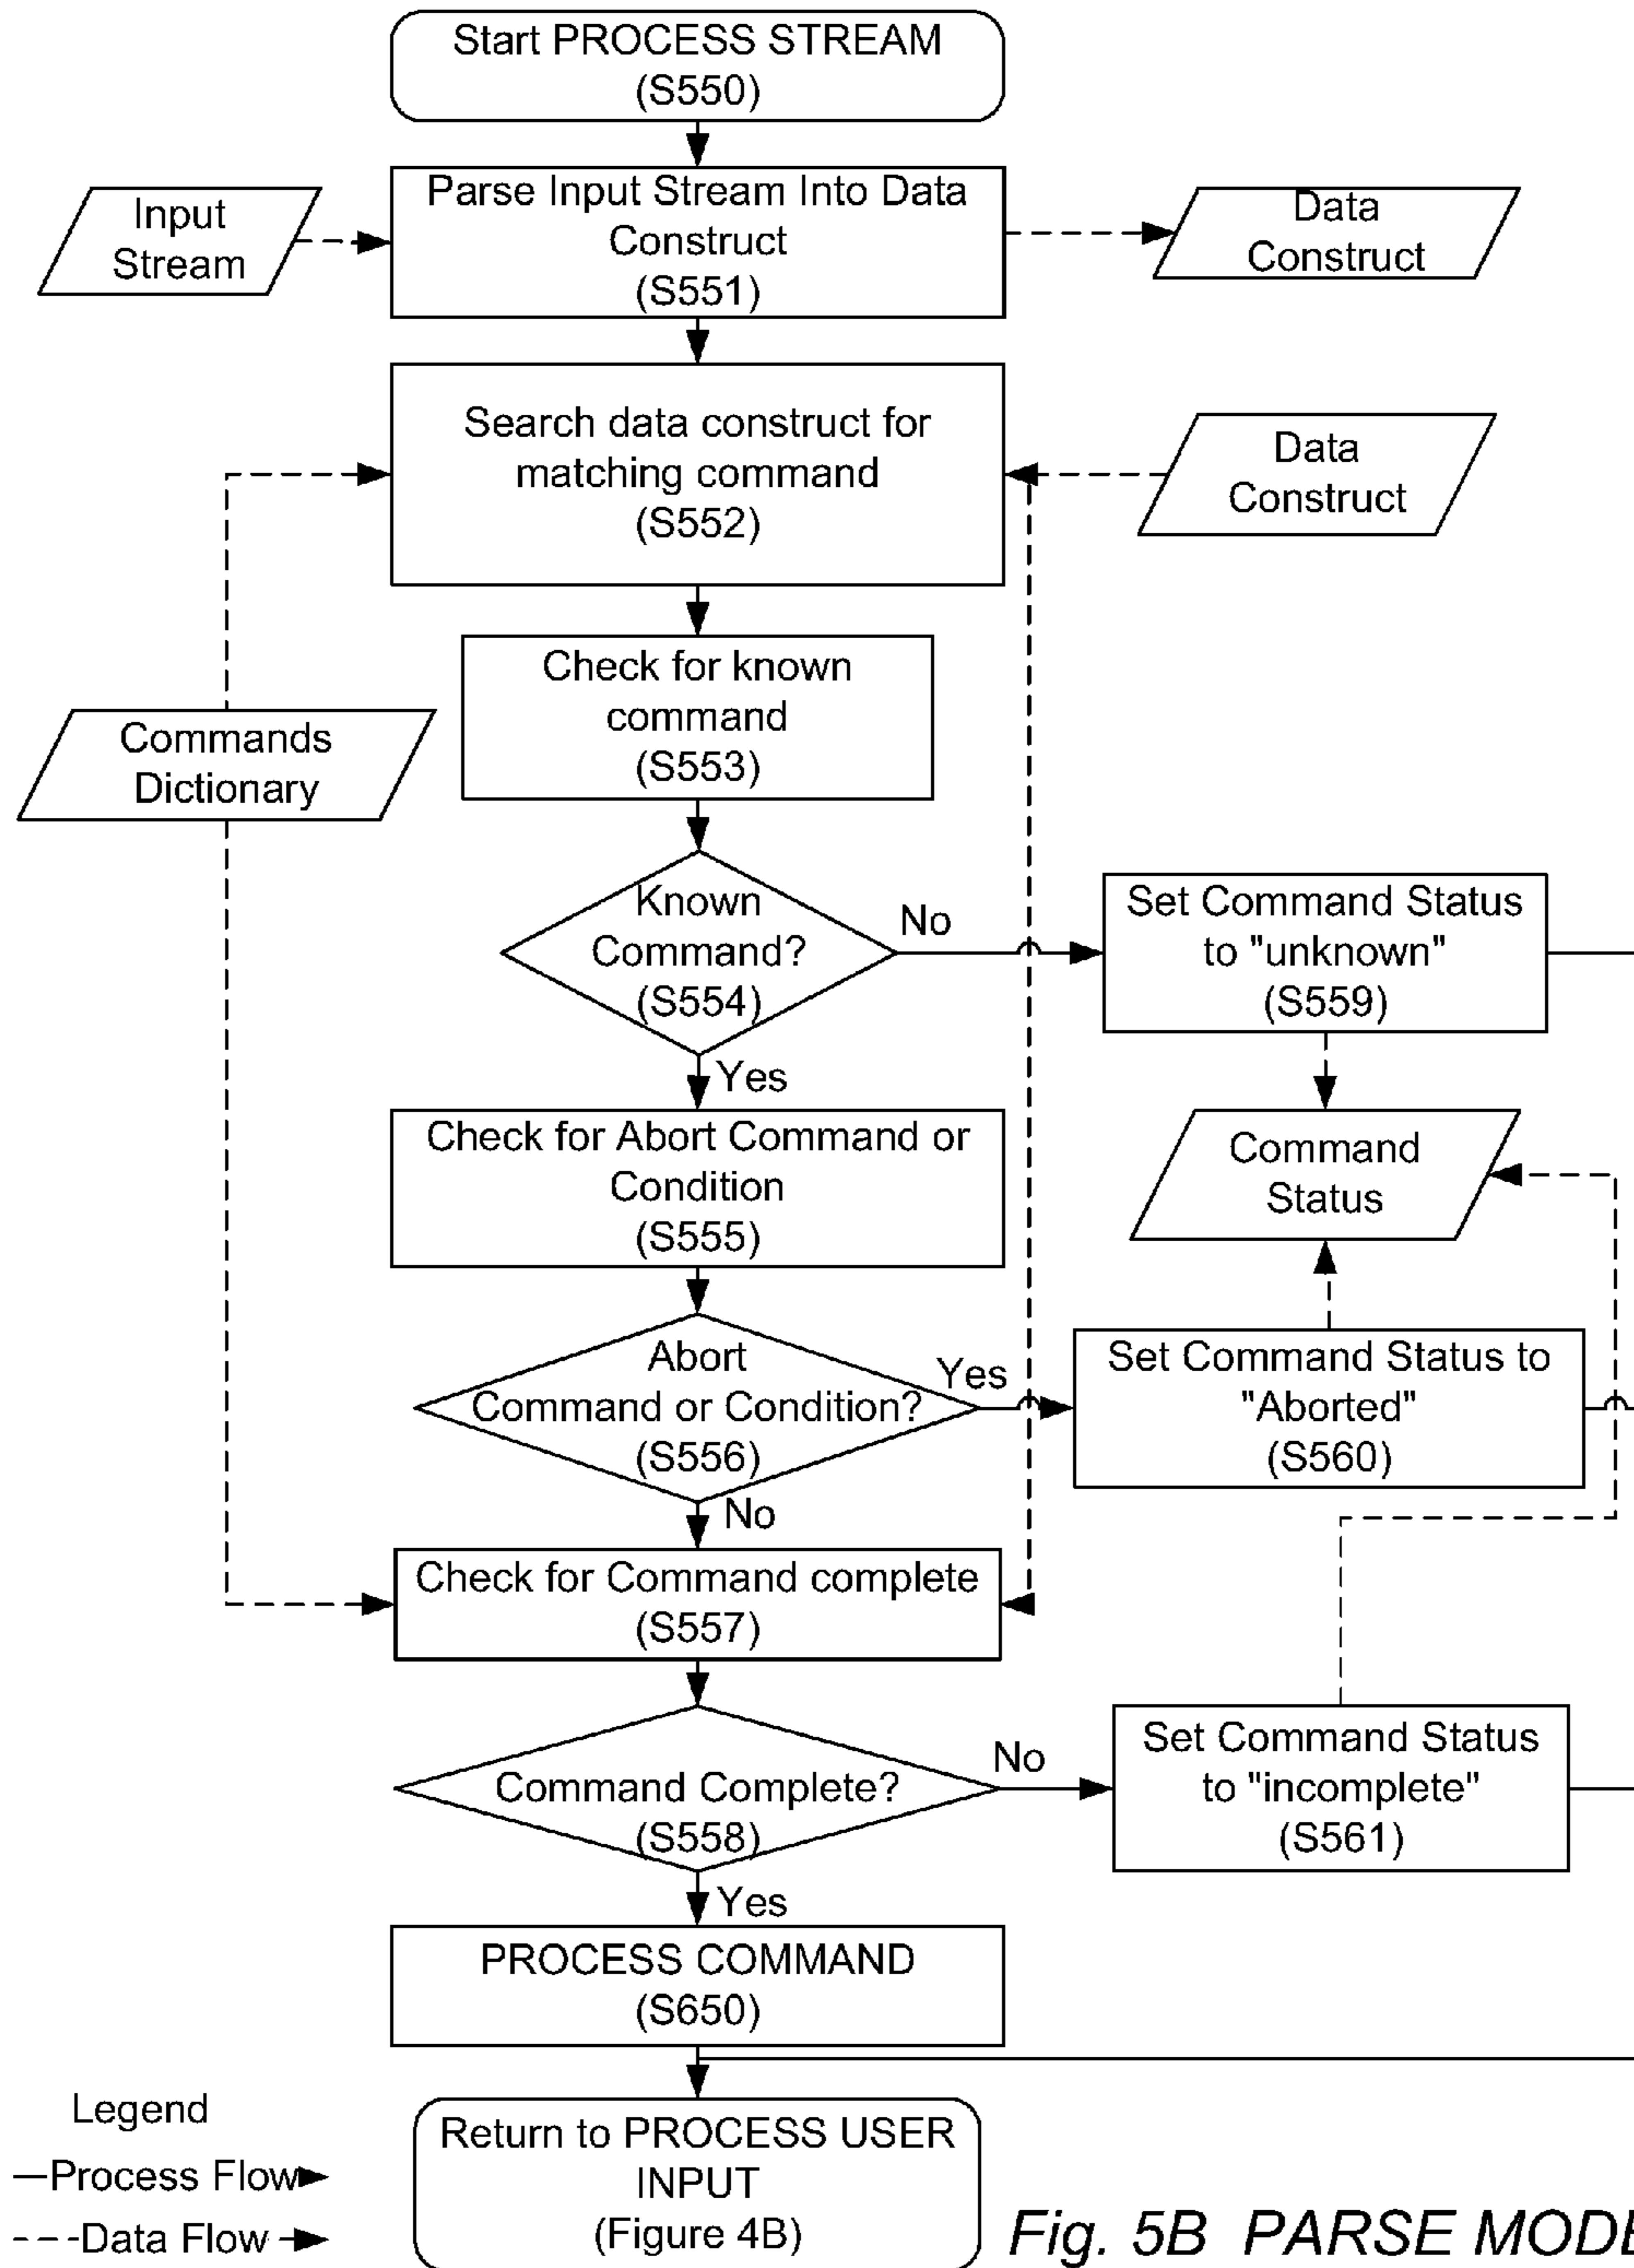 Start PROCESS STREAM
(S550)
Parse Input Stream Into Data
Construct
(S551)
Input
Stream
Data
Construct
Search data construct for
matching command
(S552)
Data
Construct
Check for known
command
(S553)
Commands
Dictionary
Known
Command?
(S554)
No
Set Command Status
to "unknown"
(S559)
Yes
Check for Abort Command or
Condition
(S555)
Command
Status
Abort
Command or Condition?
(S556)
Yes
Set Command Status to
"Aborted"
(S560)
No
Check for Command complete
(S557)
Command Complete?
(S558)
No
Set Command Status
to "incomplete"
(S561)
Yes
PROCESS COMMAND
(S650)
Return to PROCESS USER
INPUT
(Figure 4B)
Legend
Process Flow
Data Flow
Fig. 5B PARSE MODE